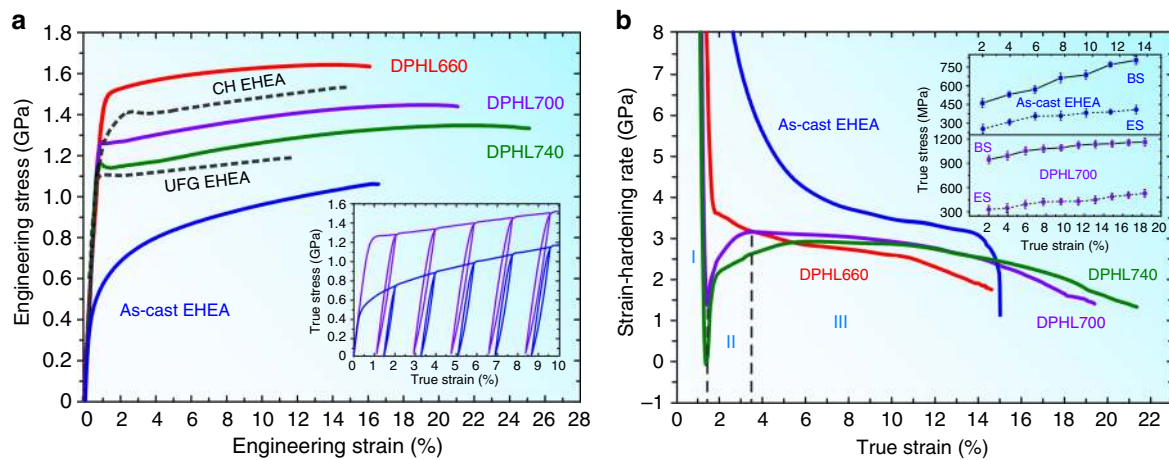 a
Engineering stress (GPa)
1.8
1.6
1.4
1.2
1.0
0.8
0.6
0.4
0.2
0
DPHL660
CH EHEA
DPHL700
DPHL740
UFG EHEA
As-cast EHEA
True stress (GPa)
1.6
1.4
1.2
1.0
0.8
0.6
0.4
0.2
0
0 1 2 3 4 5 6 7 8 9 10
True strain (%)
0 2 4 6 8 10 12 14 16 18 20 22 24 26 28
Engineering strain (%)
b
Strain-hardening rate (GPa)
8
7
6
5
4
3
2
1
0
–1
As-cast EHEA
I
II
III
DPHL660
DPHL740
DPHL700
2 4 6 8 10 12 14
True stress (MPa)
750
600
450
300
BS
As-cast EHEA
ES
1200
900
600
300
BS
DPHL700
ES
2 4 6 8 10 12 14 16 18 20
True strain (%)
0 2 4 6 8 10 12 14 16 18 20 22
True strain (%)